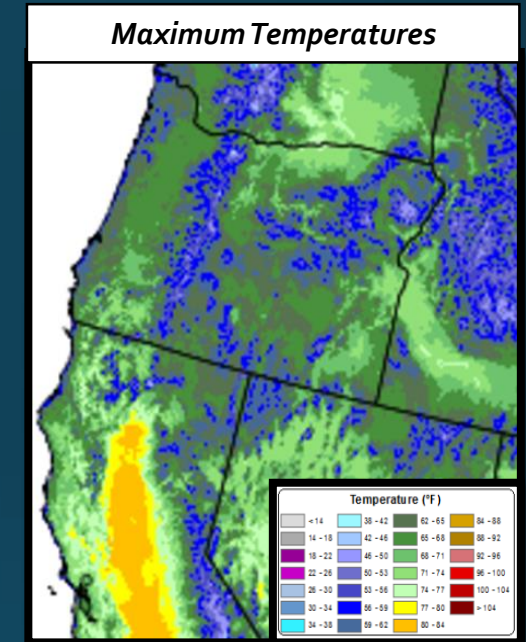 Maximum Temperatures
Temperature (°F)
< 14
14 - 18
18 - 22
22 - 26
26 - 30
30 - 34
34 - 38
38 - 42
42 - 46
46 - 50
50 - 53
53 - 56
56 - 59
59 - 62
62 - 65
65 - 68
68 - 71
71 - 74
74 - 77
77 - 80
80 - 84
84 - 88
88 - 92
92 - 96
96 - 100
100 - 104
> 104